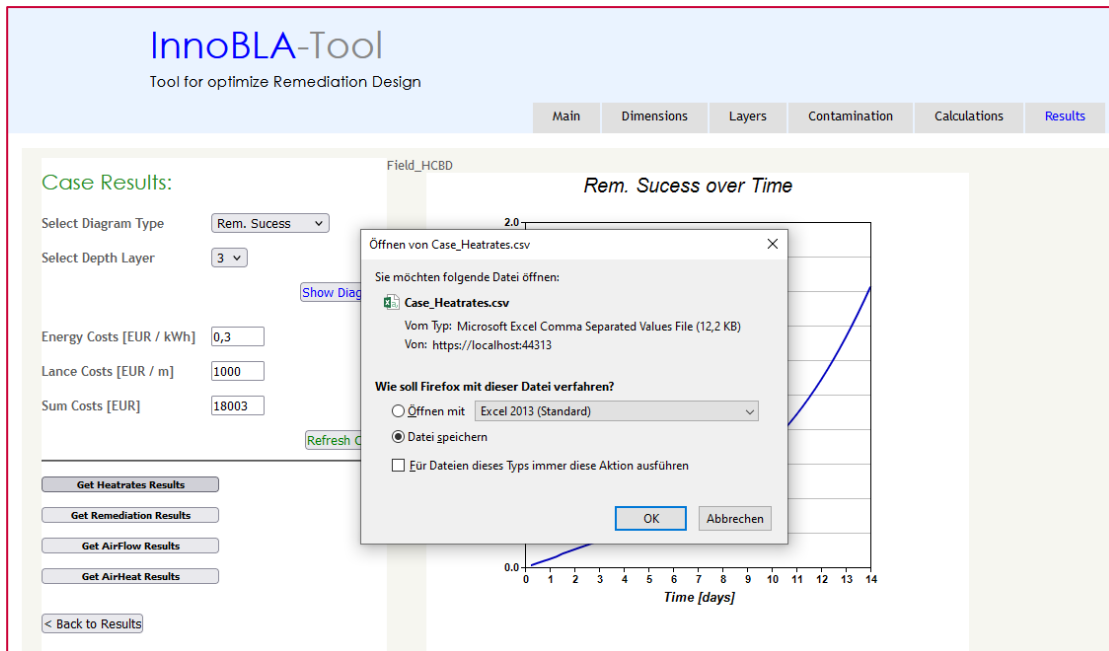 InnoBLA-Tool
Tool for optimize Remediation Design
Main Dimensions Layers Contamination Calculations Results
Field_HCBD
Case Results:
Select Diagram Type Rem. Sucess
Select Depth Layer 3
Show Diag
Energy Costs [EUR / kWh] 0,3
Lance Costs [EUR / m] 1000
Sum Costs [EUR] 18003
Refresh C
Get Heatrates Results
Get Remediation Results
Get AirFlow Results
Get AirHeat Results
< Back to Results
Rem. Sucess over Time
2.0
Öffnen von Case_Heatrates.csv
Sie möchten folgende Datei öffnen:
Case_Heatrates.csv
Vom Typ: Microsoft Excel Comma Separated Values File (12,2 KB)
Von: https://localhost:44313
Wie soll Firefox mit dieser Datei verfahren?
Öffnen mit Excel 2013 (Standard)
Datei speichern
Für Dateien dieses Typs immer diese Aktion ausführen
OK Abbrechen
0.0
0 1 2 3 4 5 6 7 8 9 10 11 12 13 14
Time [days]